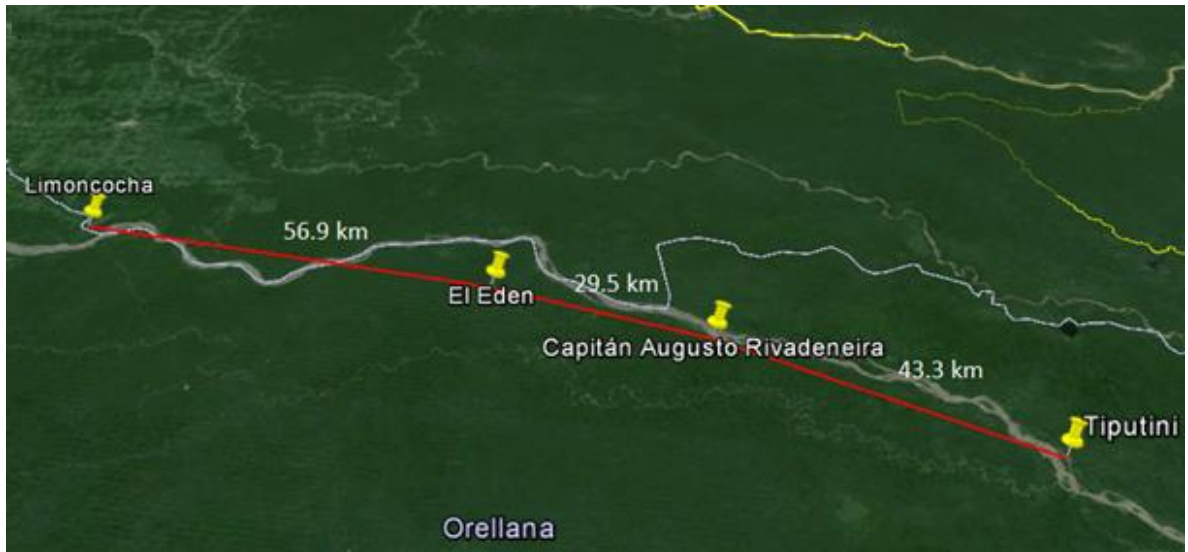 Limoncocha
56.9 km
El Eden
29.5 km
Capitán Augusto Rivadeneira
43.3 km
Tiputini
Orellana